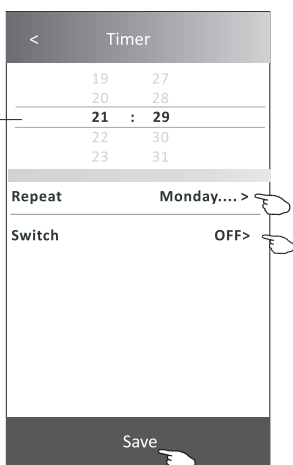 < Timer
19 27
20 28
21 : 29
22 30
23 31
Repeat Monday.... >
Switch OFF>
Save